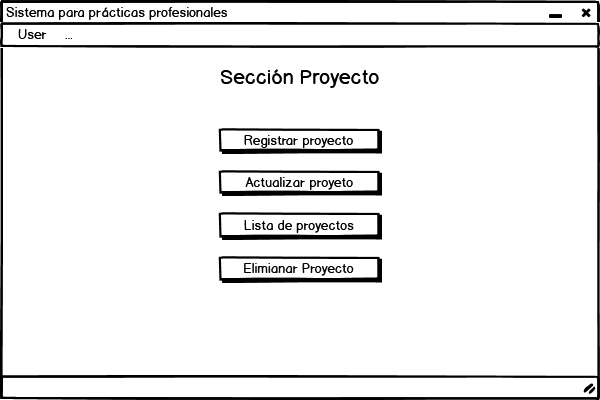 Sistema para prácticas profesionales
User ...
Sección Proyecto
Registrar proyecto
Actualizar proyeto
Lista de proyectos
Elimianar Proyecto